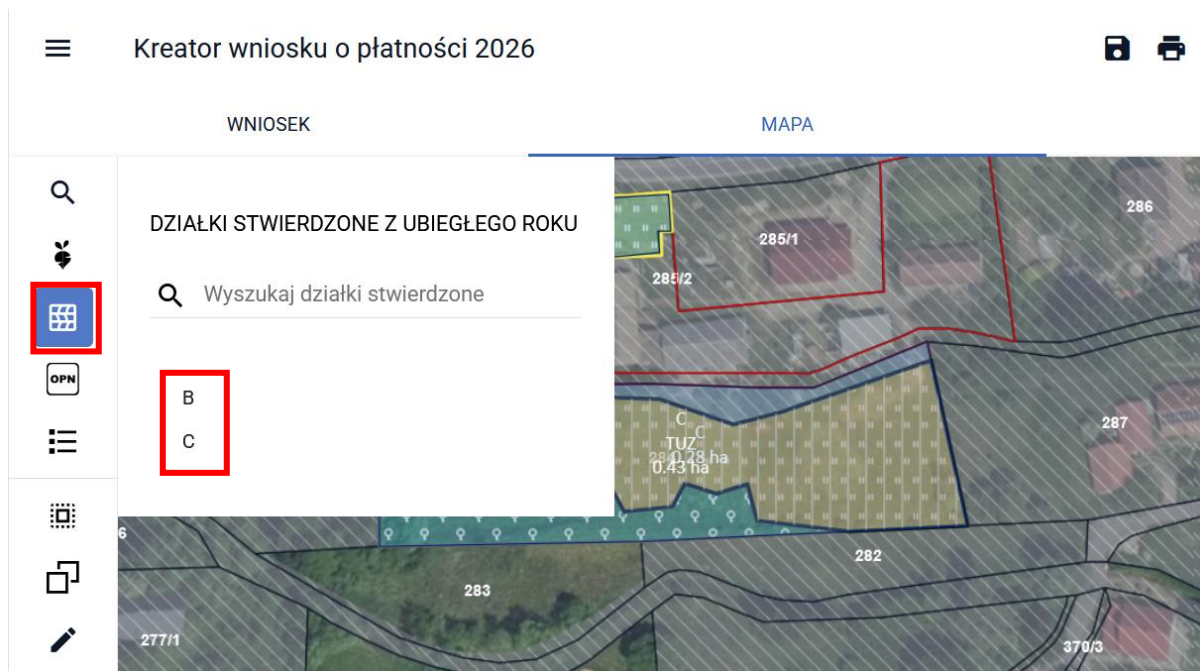 Kreator wniosku o płatności 2026
WNIOSEK
MAPA
DZIAŁKI STWIERDZONE Z UBIEGŁEGO ROKU
Wyszukaj działki stwierdzone
OPN
B
C
286
285/1
285/2
287
C
C
TUZ
0.28 ha
0.43 ha
6
282
283
277/1
370/3